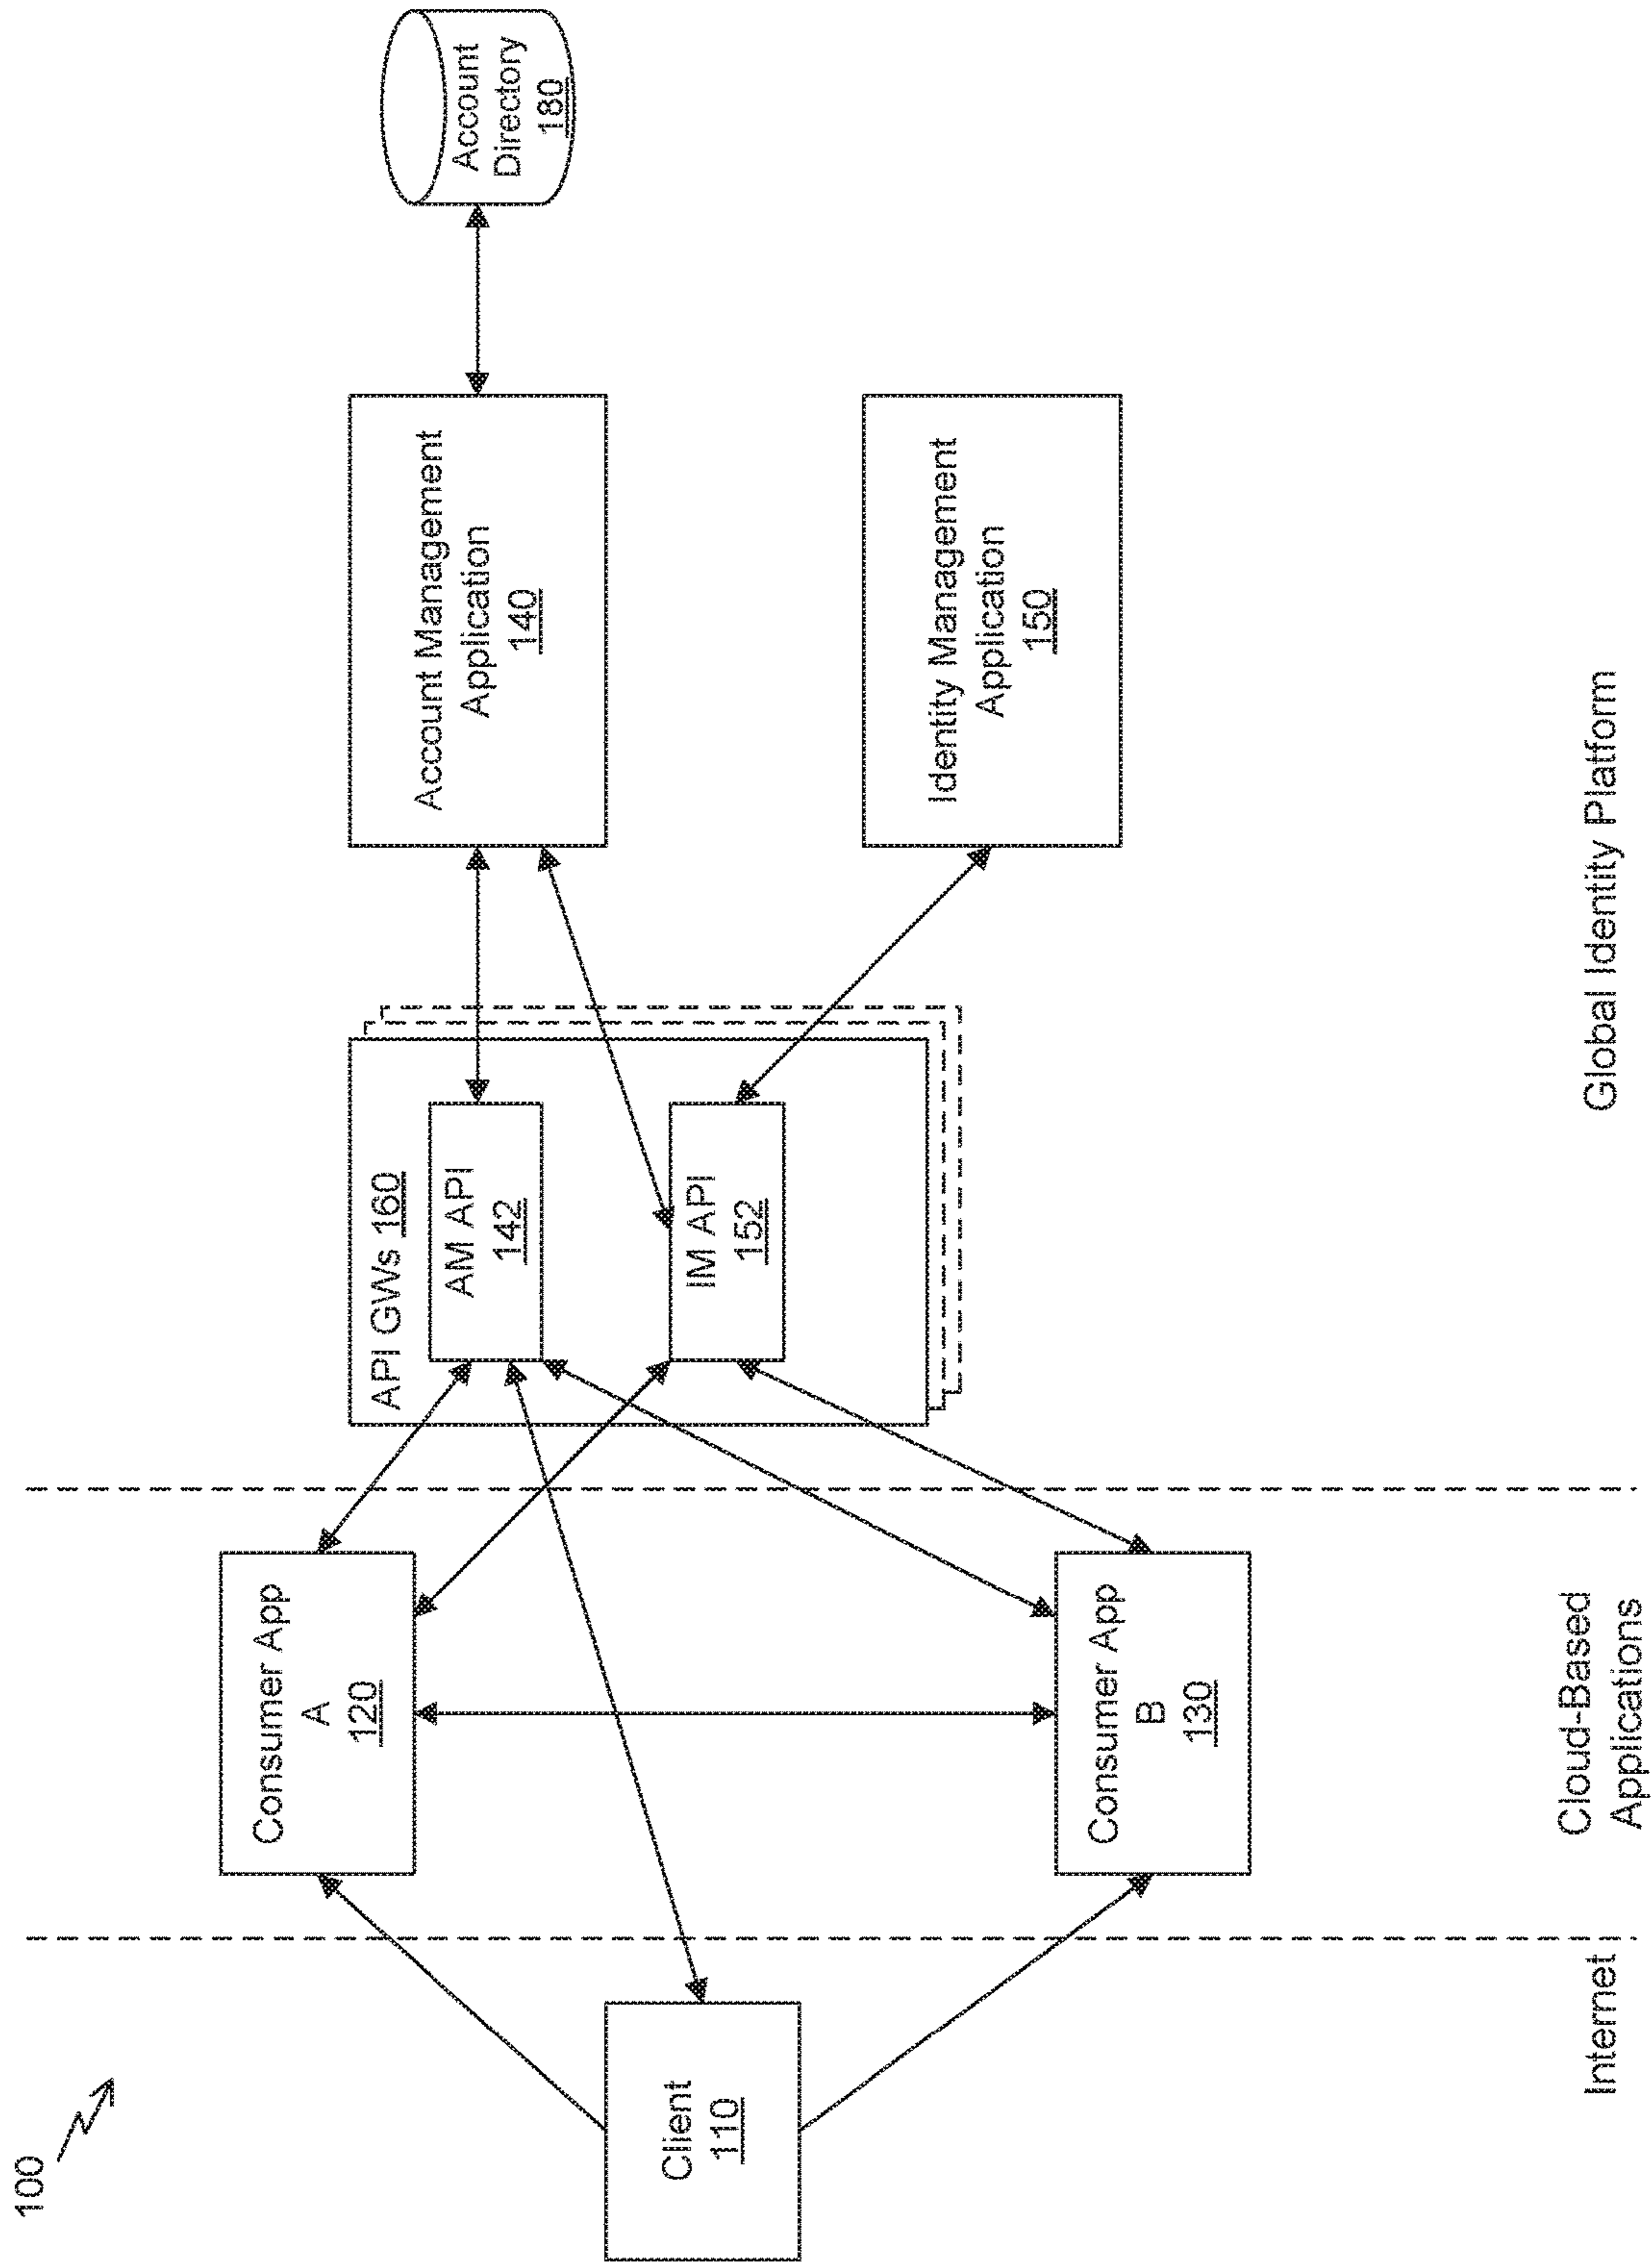 100
Client
110
Consumer App
A
120
Consumer App
B
130
API GWs 160
AM API
142
IM API
152
Account Management
Application
140
Identity Management
Application
150
Account
Directory
180
Internet
Cloud-Based
Applications
Global Identity Platform